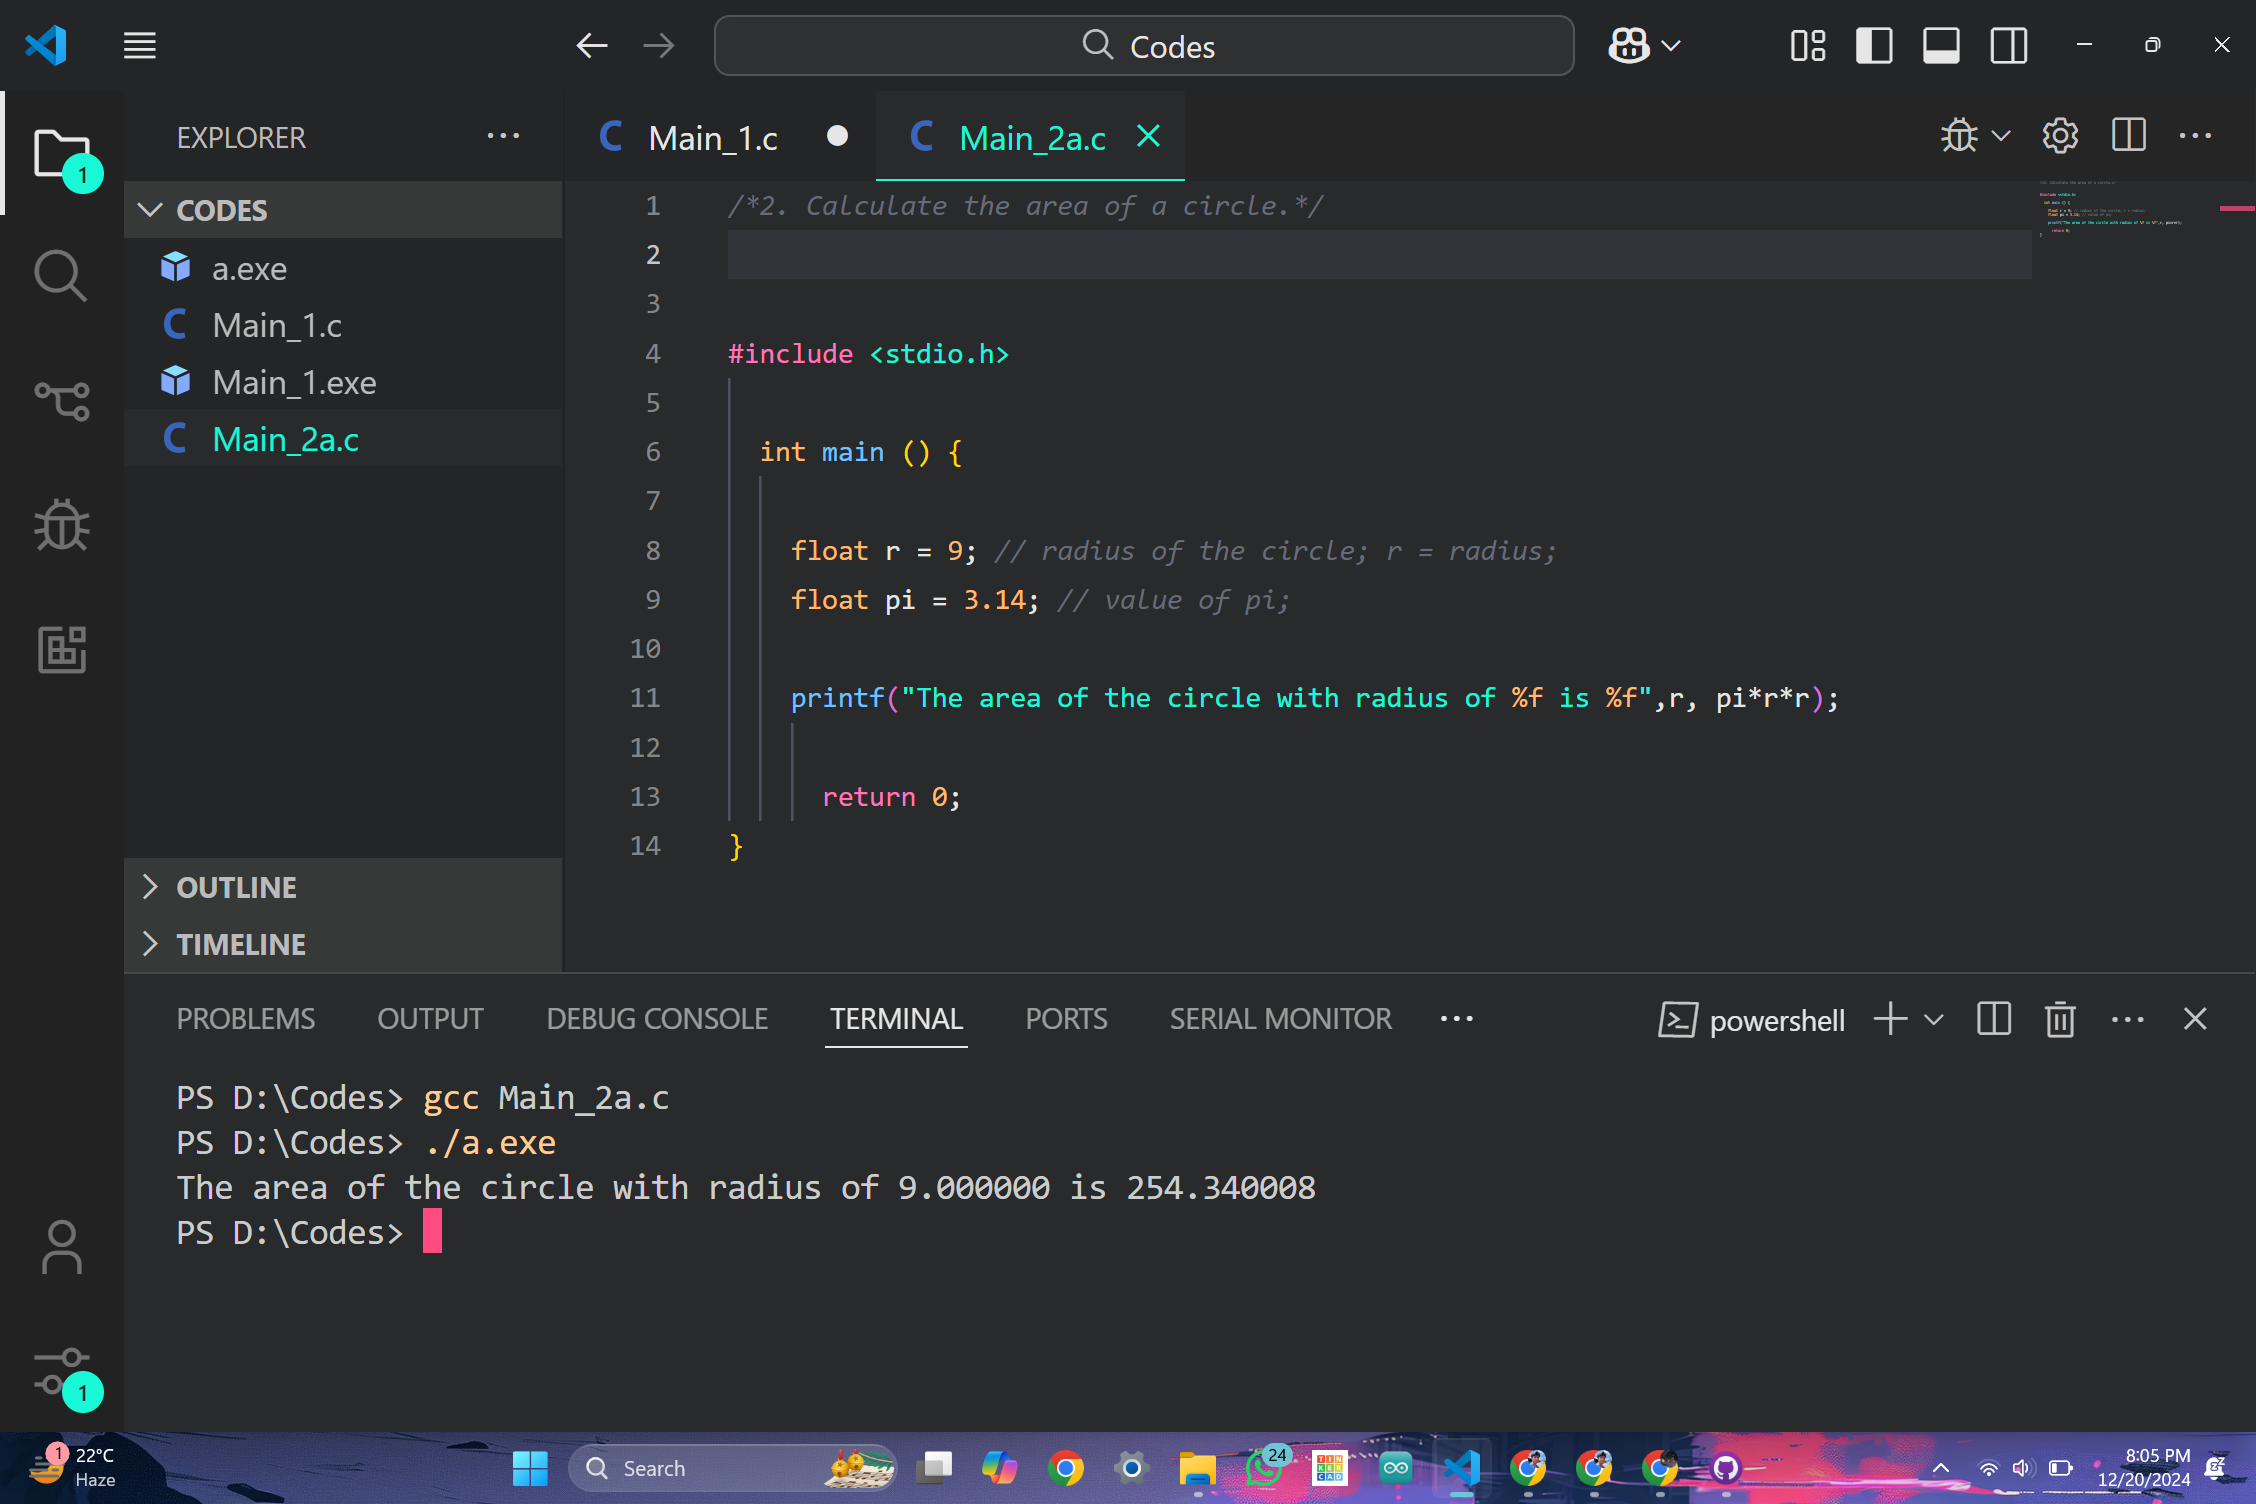 Codes
EXPLORER
1
Main_1.c
Main_2a.c
CODES
a.exe
Main_1.c
Main_1.exe
Main_2a.c
OUTLINE
TIMELINE
1 /*2. Calculate the area of a circle.*/
2
3
4 #include <stdio.h>
5
6 int main () {
7
8 float r = 9; // radius of the circle; r = radius;
9 float pi = 3.14; // value of pi;
10
11 printf("The area of the circle with radius of %f is %f",r, pi*r*r);
12
13 return 0;
14 }
PROBLEMS OUTPUT DEBUG CONSOLE TERMINAL PORTS SERIAL MONITOR
powershell
PS D:\Codes> gcc Main_2a.c
PS D:\Codes> ./a.exe
The area of the circle with radius of 9.000000 is 254.340008
PS D:\Codes>
1
1
22°C
Haze
Search
24
TIN
KER
CAD
8:05 PM
12/20/2024